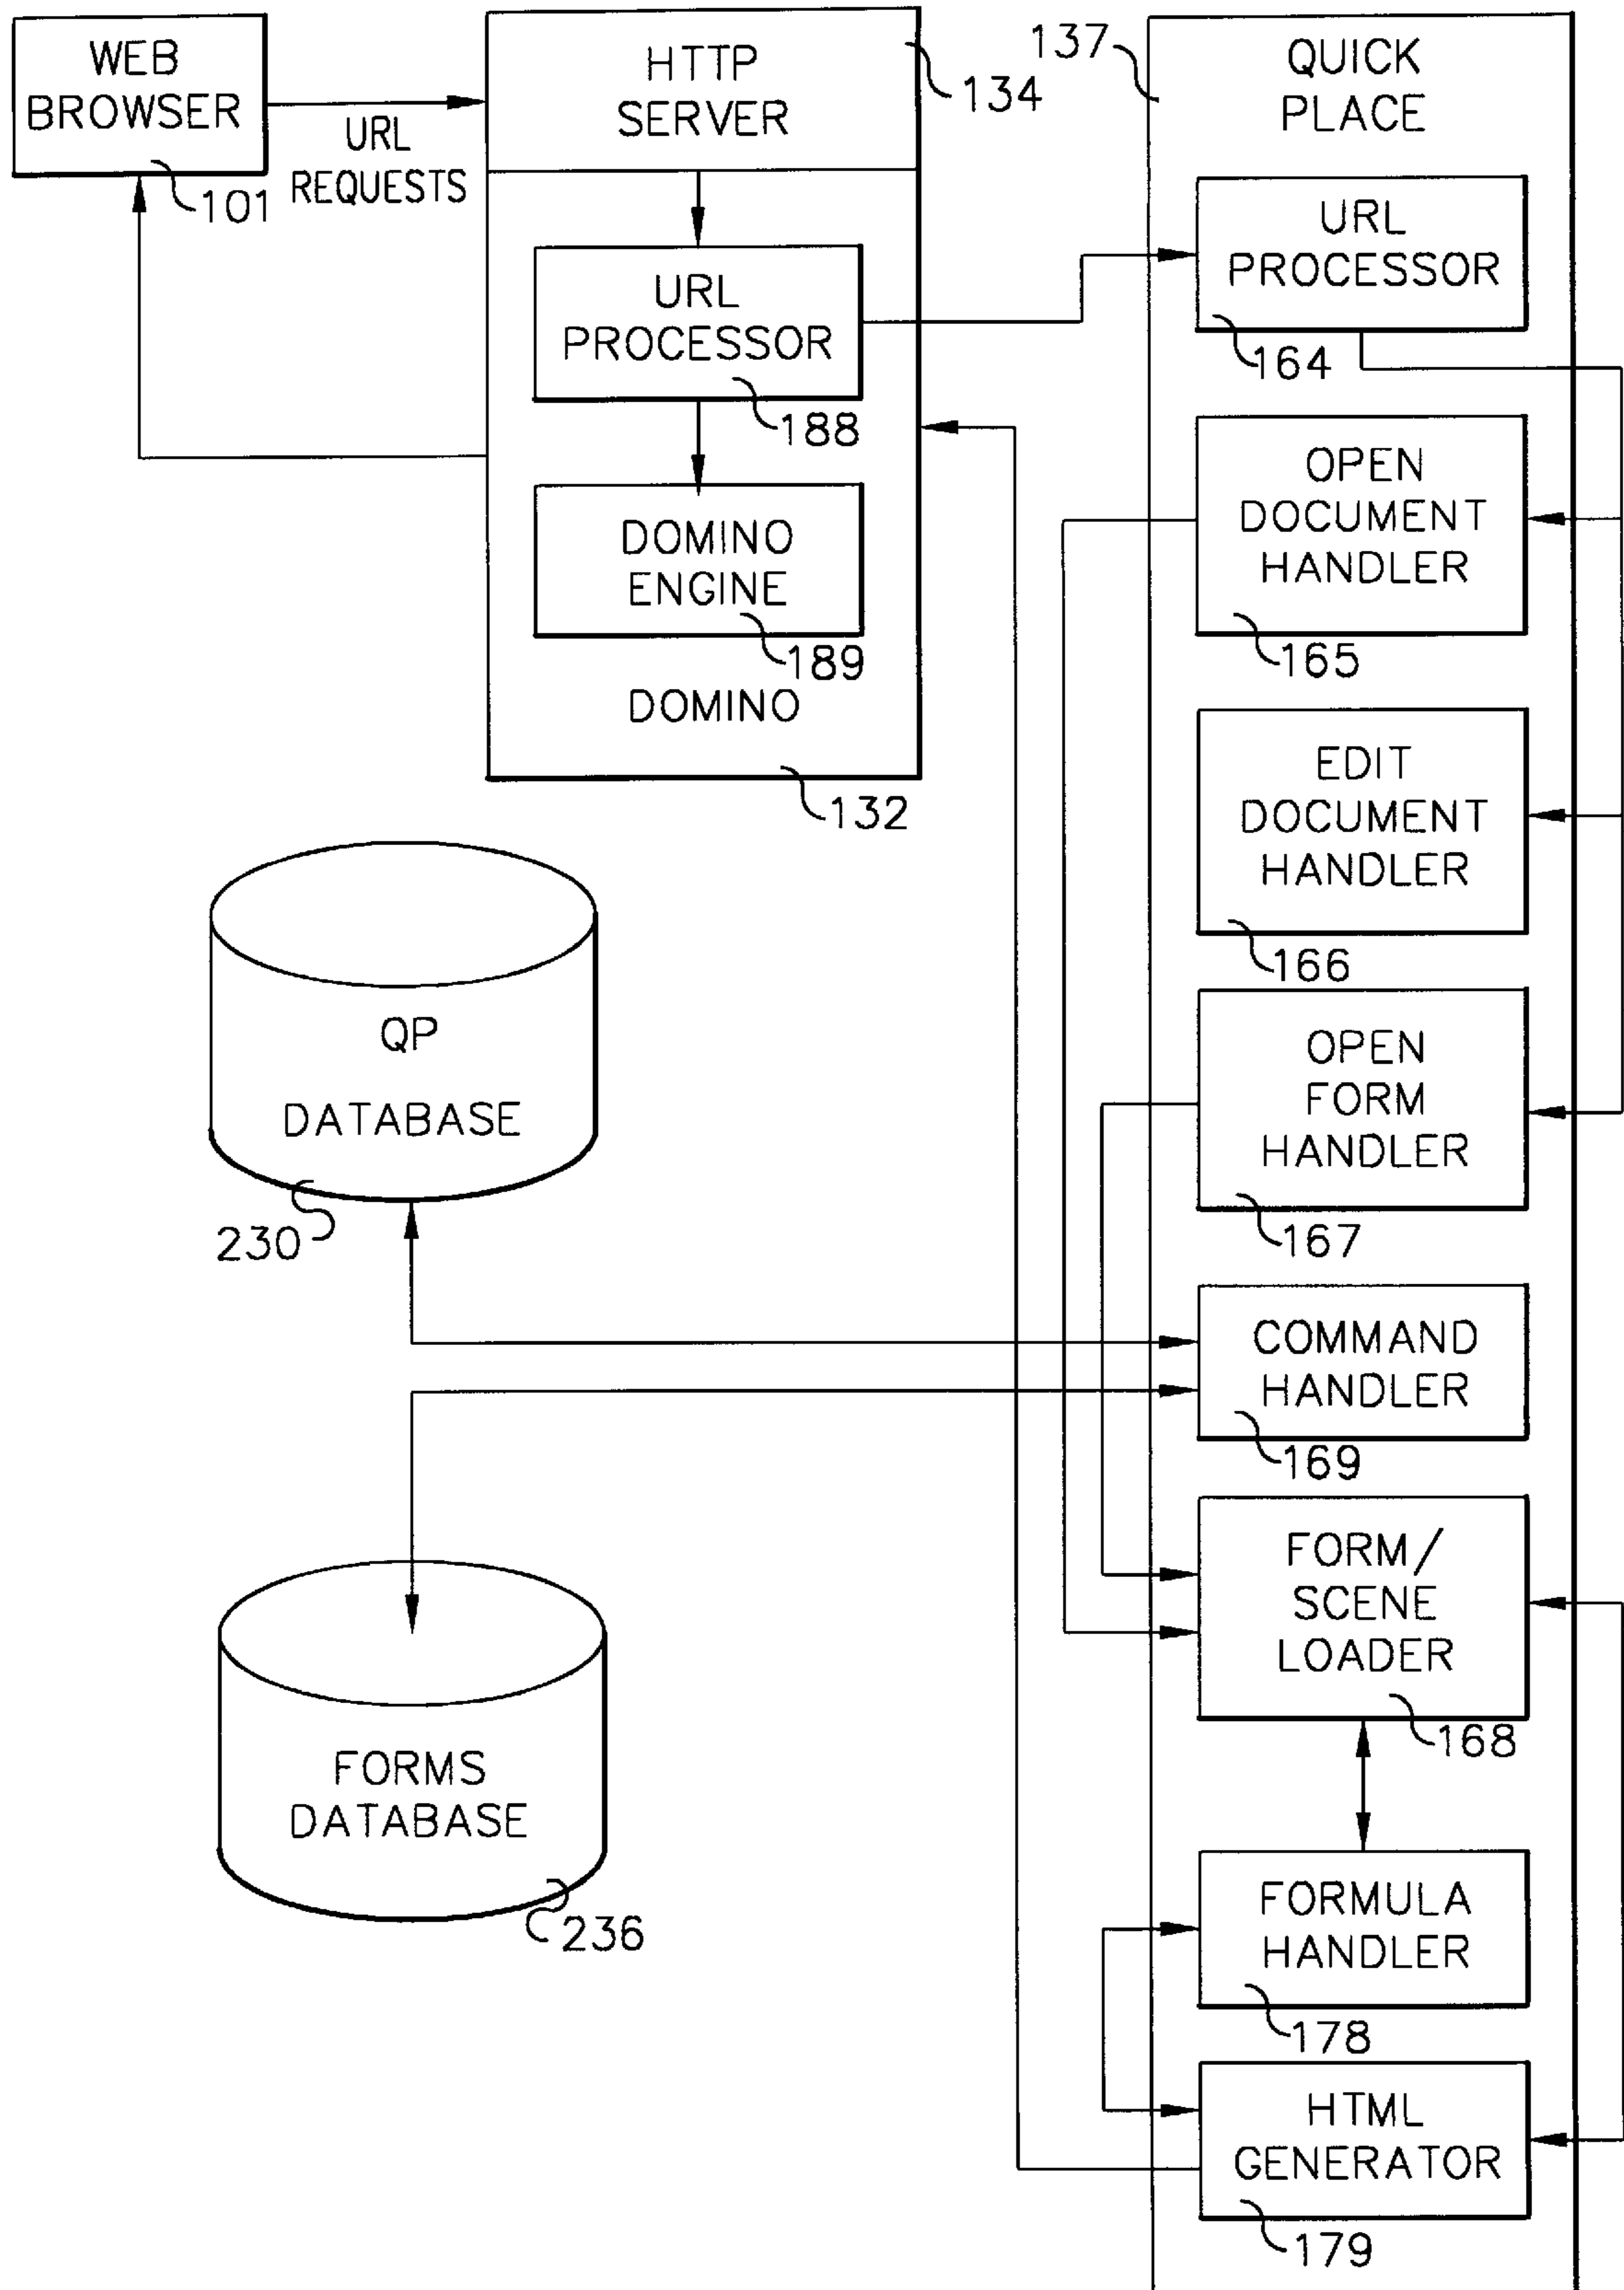 WEB
BROWSER
101
URL
REQUESTS
HTTP
SERVER
134
URL
PROCESSOR
188
DOMINO
ENGINE
189
DOMINO
132
137
QUICK
PLACE
URL
PROCESSOR
164
OPEN
DOCUMENT
HANDLER
165
EDIT
DOCUMENT
HANDLER
166
OPEN
FORM
HANDLER
167
COMMAND
HANDLER
169
FORM/
SCENE
LOADER
168
FORMULA
HANDLER
178
HTML
GENERATOR
179
QP
DATABASE
230
FORMS
DATABASE
236